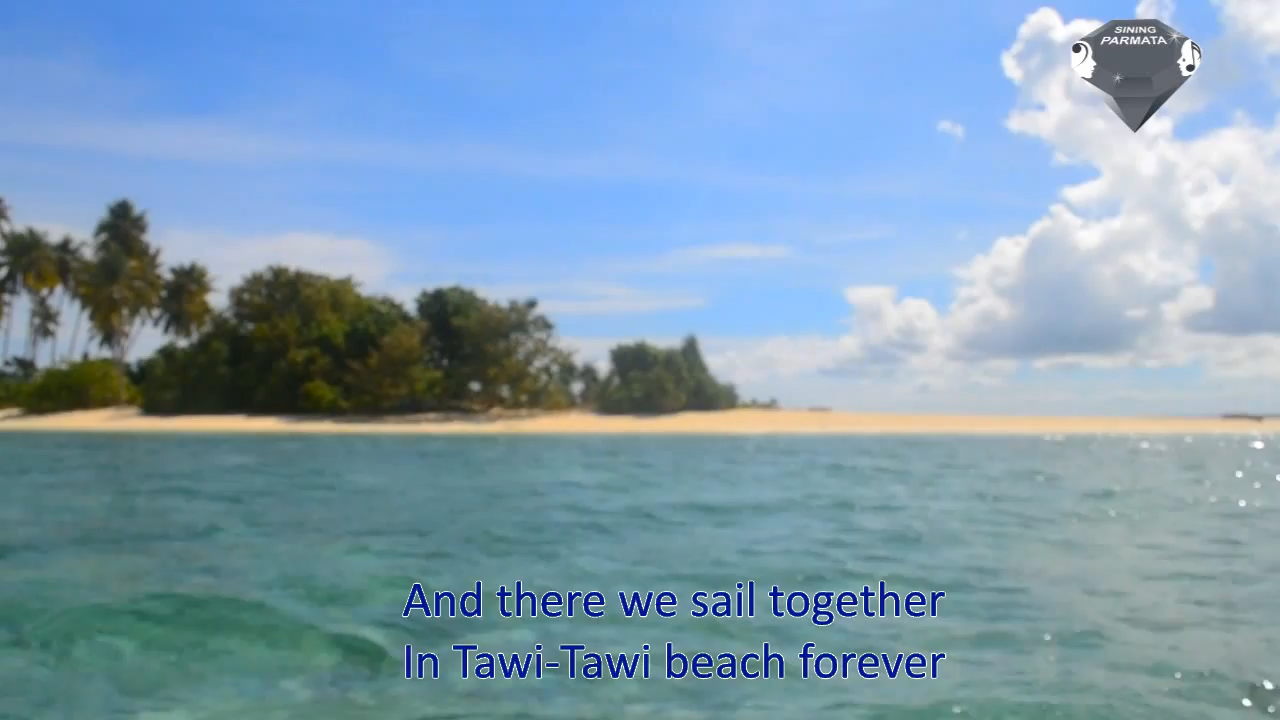 SINING
PARMATA
And there we sail together
In Tawi-Tawi beach forever